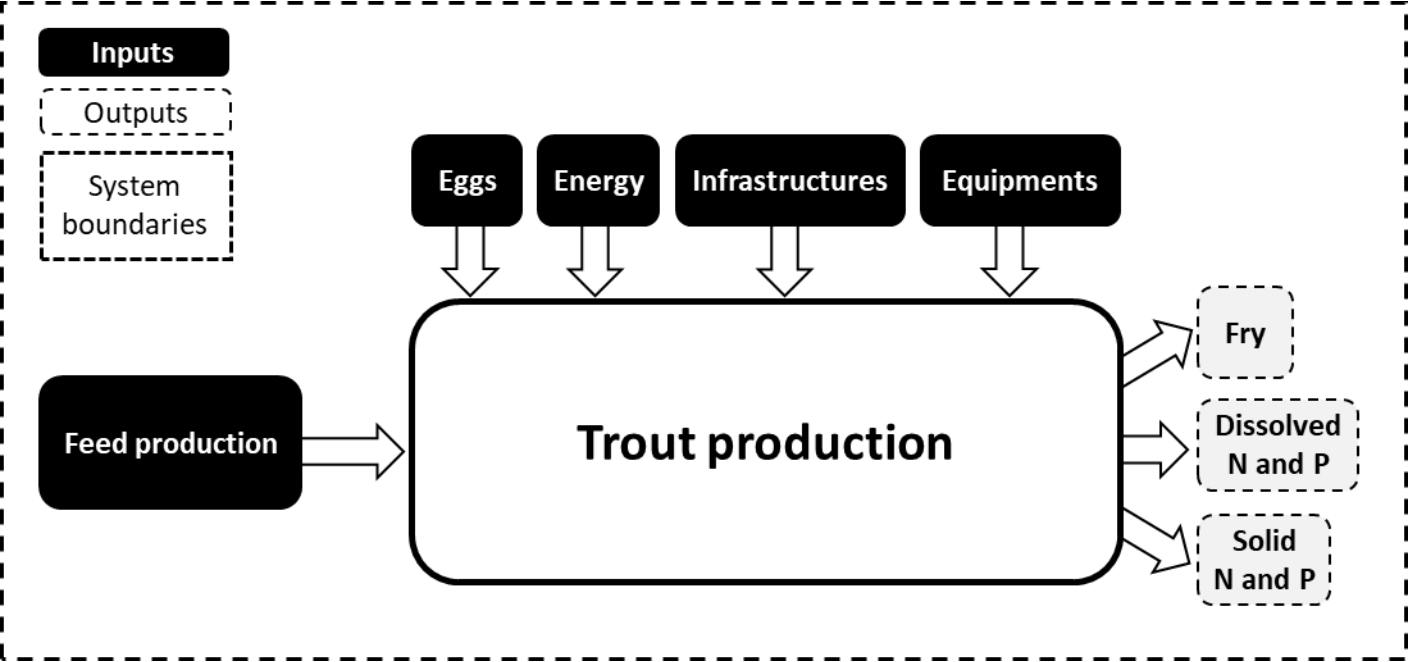 Inputs
Outputs
System
boundaries
Eggs
Energy
Infrastructures
Equipments
Feed production
Trout production
Fry
Dissolved
N and P
Solid
N and P